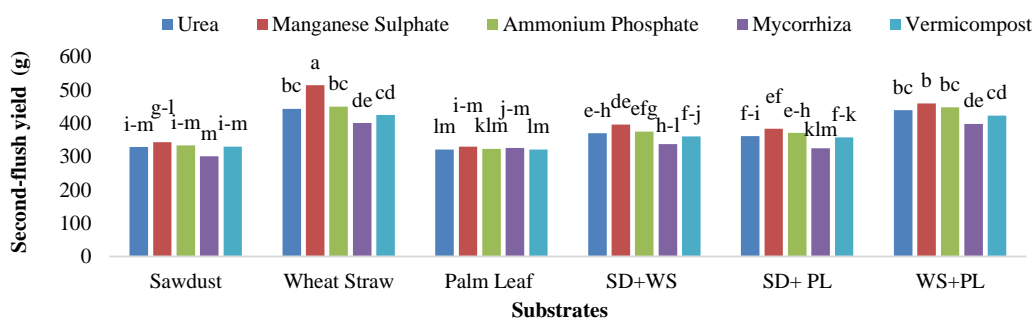 Urea Manganese Sulphate Ammonium Phosphate Mycorrhiza Vermicompost
Second-flush yield (g)
600
500
400
300
200
100
0
i-m g-l i-m m i-m
bc a bc de cd
lm i-m klm j-m lm
e-h de efg h-l f-j
f-i ef e-h klm f-k
bc b bc de cd
Sawdust Wheat Straw Palm Leaf SD+WS SD+ PL WS+PL
Substrates